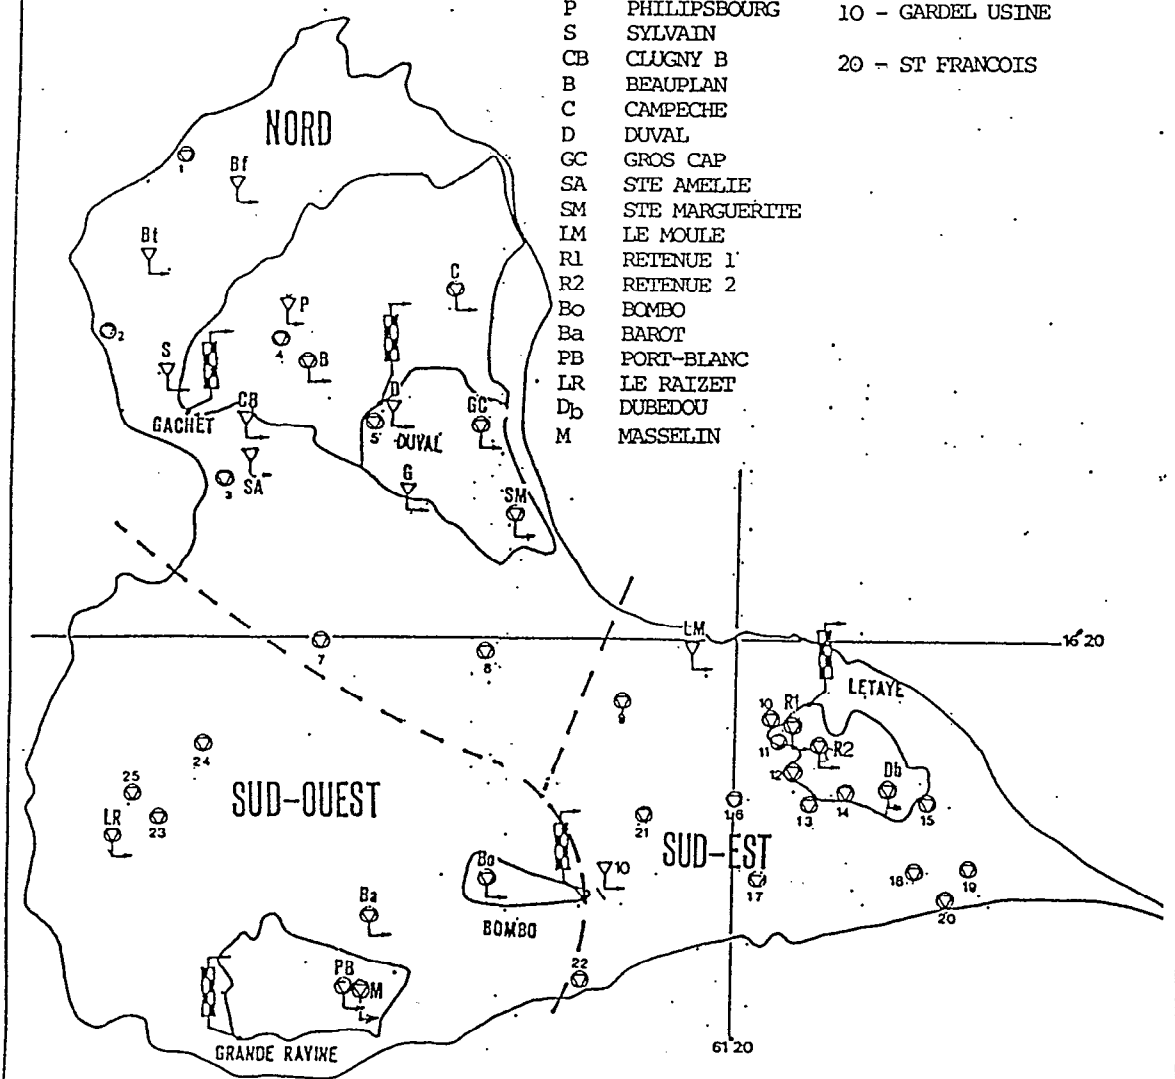 P PHILIPSBOURG
S SYLVAIN
CB CLUGNY B
B BEAUPLAN
C CAMPECHE
D DUVAL
GC GROS CAP
SA STE AMELIE
SM STE MARGUERITE
LM LE MOULE
R1 RETENUE 1
R2 RETENUE 2
Bo BOMBO
Ba BAROT
PB PORT-BLANC
LR LE RAIZET
Db DUBEDOU
M MASSELIN
10 - GARDEL USINE
20 - ST FRANCOIS
NORD
1
Bf
Bt
C
P
2
4
B
S
D
GC
CB
GACHET
5
DUVAL
G
3
SA
SM
LM
16 20
7
8
LETAYE
9
10
R1
11
R2
24
12
Db
25
SUD-OUEST
13
14
15
16
LR
23
21
SUD-EST
Bo
10
17
18
19
20
Ba
BOMBO
PB
M
22
GRANDE RAVINE
61 20